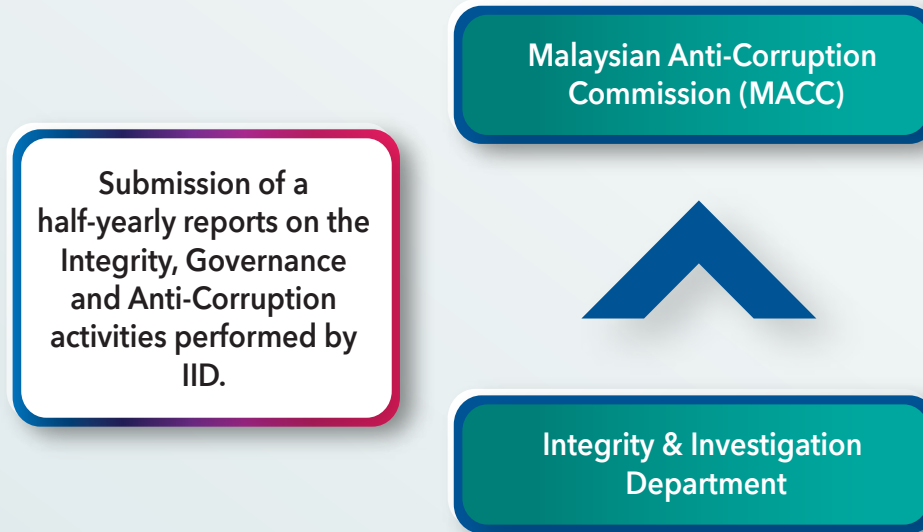 Submission of a
half-yearly reports on the
Integrity, Governance
and Anti-Corruption
activities performed by
IID.
Malaysian Anti-Corruption
Commission (MACC)
Integrity & Investigation
Department